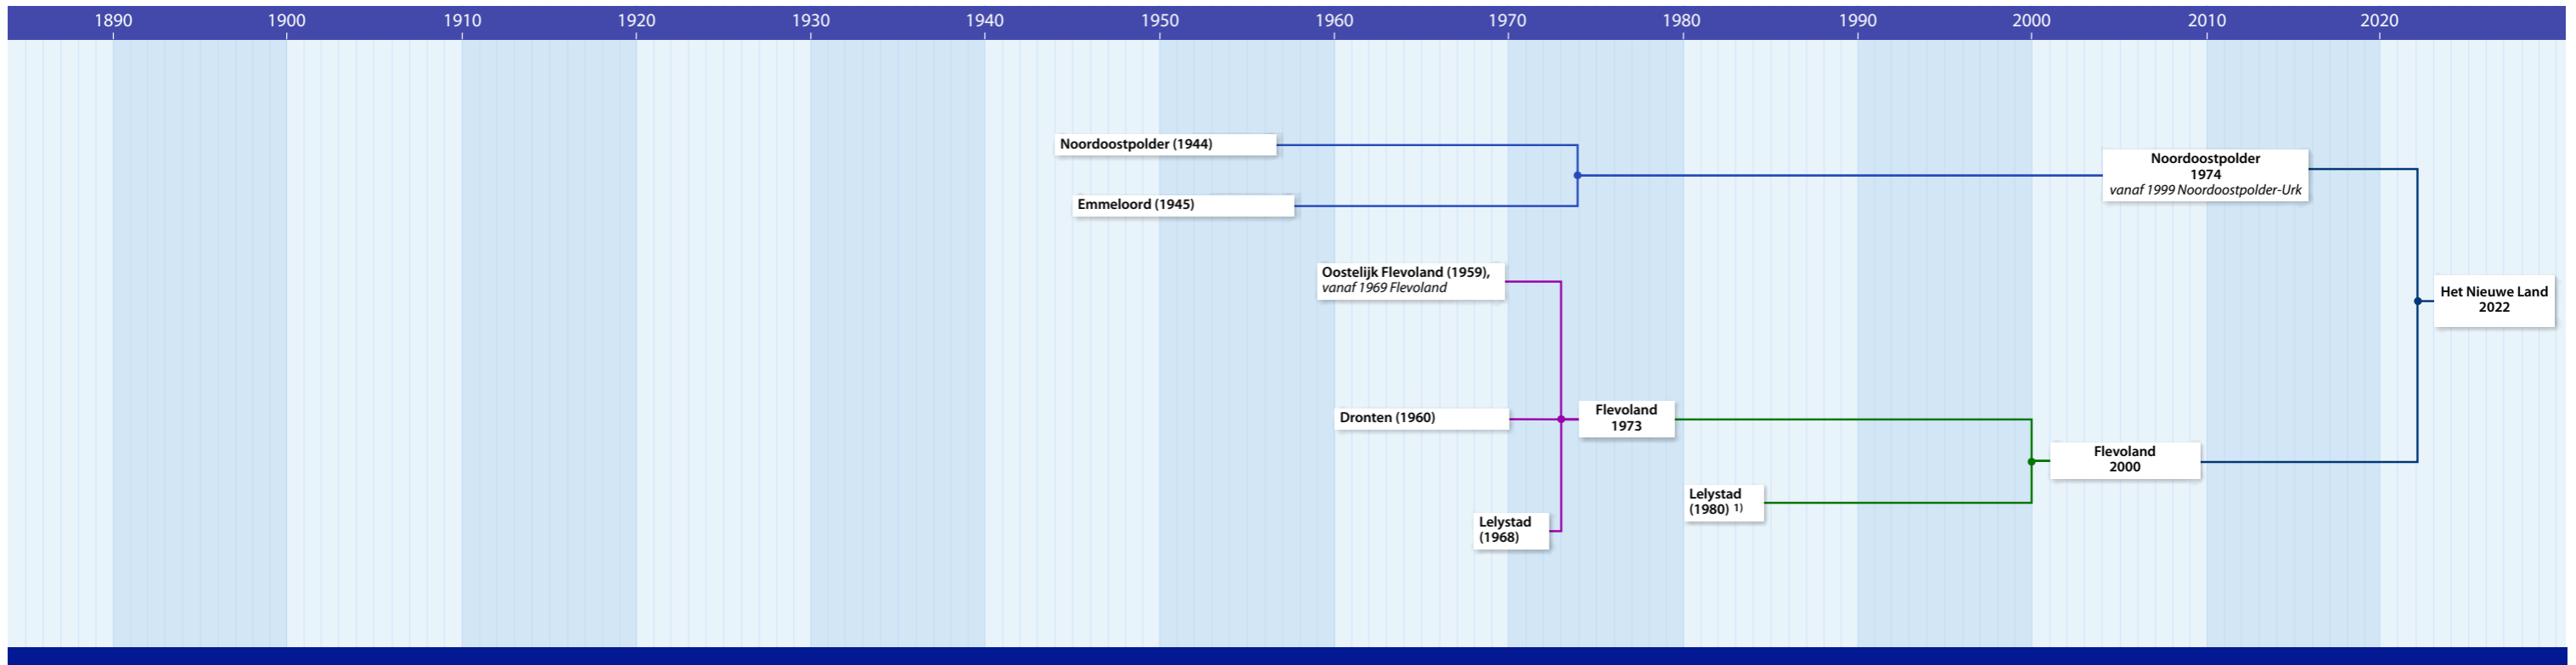 1890 1900 1910 1920 1930 1940 1950 1960 1970 1980 1990 2000 2010 2020
Noordoostpolder (1944)
Emmeloord (1945)
Noordoostpolder
1974
vanaf 1999 Noordoostpolder-Urk
Oostelijk Flevoland (1959),
vanaf 1969 Flevoland
Het Nieuwe Land
2022
Dronten (1960)
Flevoland
1973
Flevoland
2000
Lelystad
(1980) 1)
Lelystad
(1968)